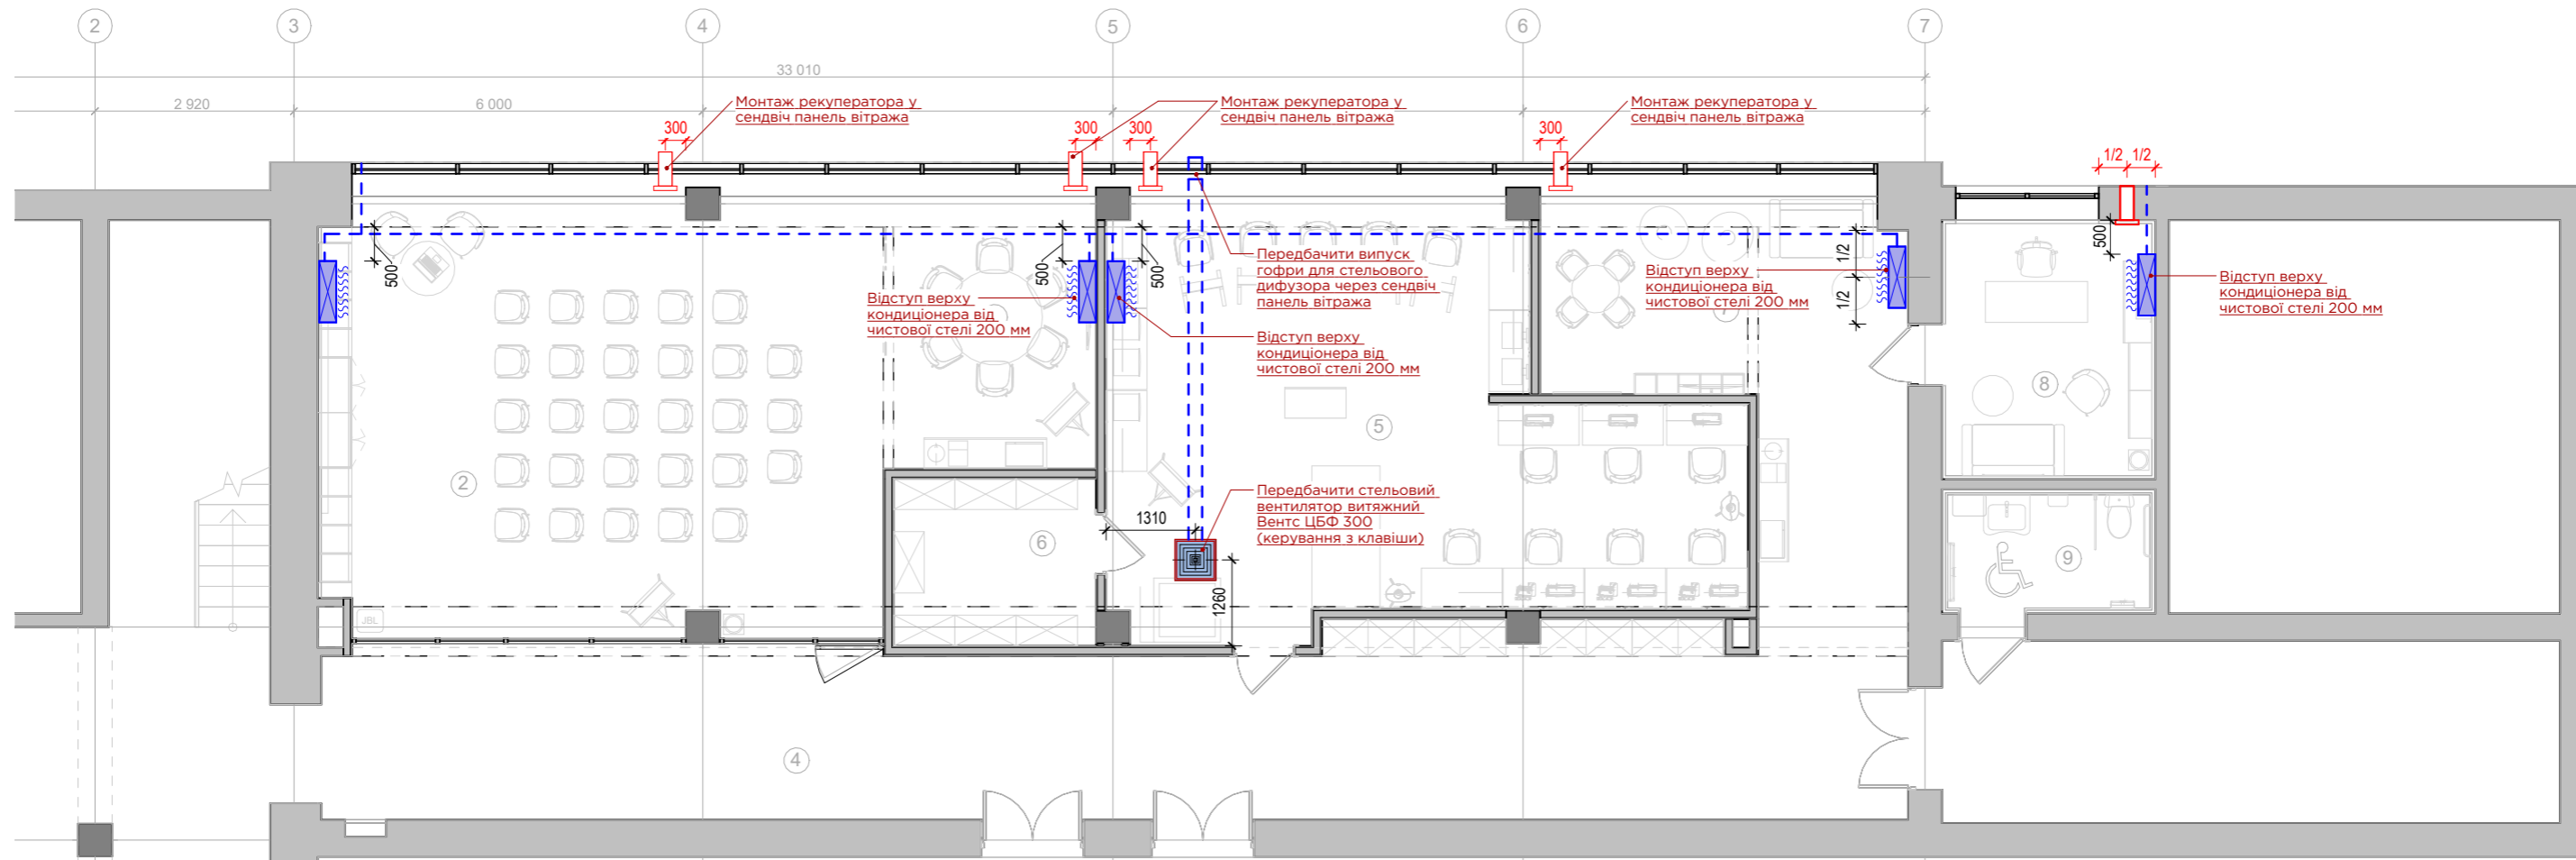 2
3
4
5
6
7
33 010
2 920
6 000
Монтаж рекуператора у
сендвіч панель вітража
Монтаж рекуператора у
сендвіч панель вітража
Монтаж рекуператора у
сендвіч панель вітража
300
300
300
300
1/2
1/2
500
500
500
500
1/2
1/2
Передбачити випуск
гофри для стельового
дифузора через сендвіч
панель вітража
Відступ верху
кондиціонера від
чистової стелі 200 мм
Відступ верху
кондиціонера від
чистової стелі 200 мм
Відступ верху
кондиціонера від
чистової стелі 200 мм
Відступ верху
кондиціонера від
чистової стелі 200 мм
8
5
2
Передбачити стельовий
вентилятор витяжний
Вентс ЦБФ 300
(керування з клавіши)
1310
6
9
1260
JBL
4